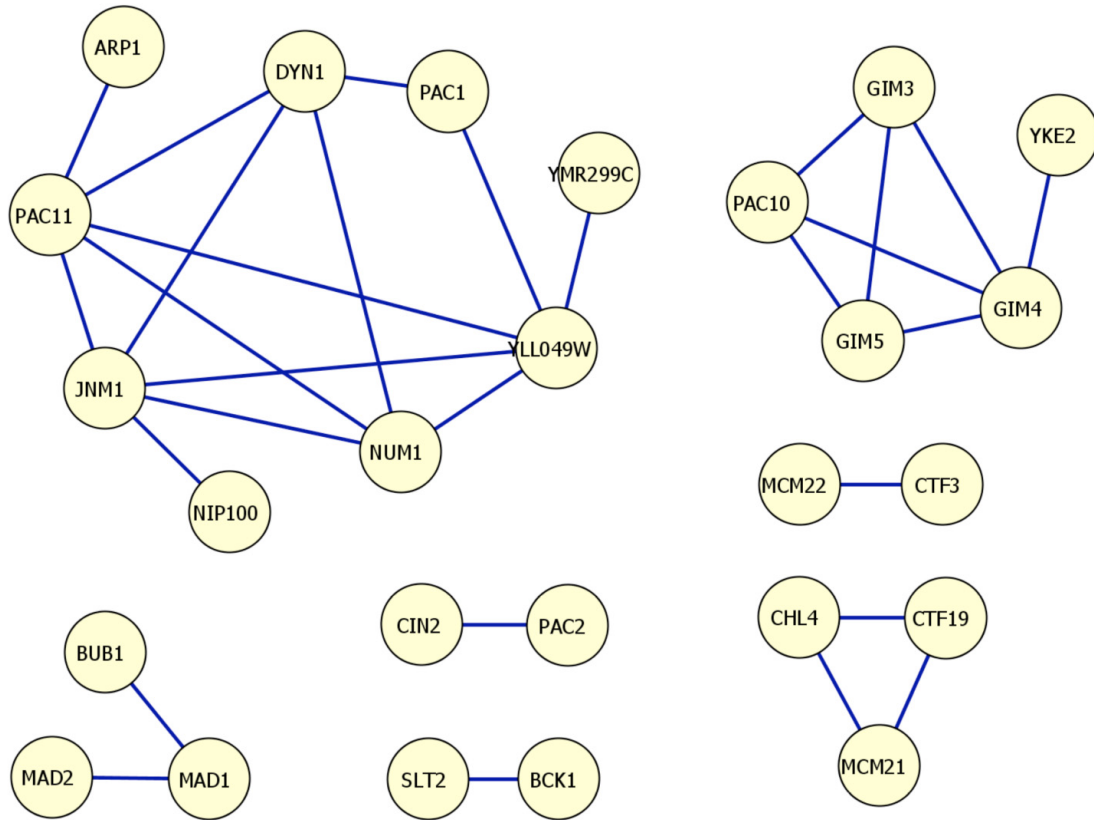 ARP1
DYN1
PAC1
GIM3
YKE2
YMR299C
PAC11
PAC10
GIM4
GIM5
YLL049W
JNM1
NUM1
NIP100
MCM22
CTF3
CIN2
PAC2
CHL4
CTF19
BUB1
MAD2
MAD1
SLT2
BCK1
MCM21